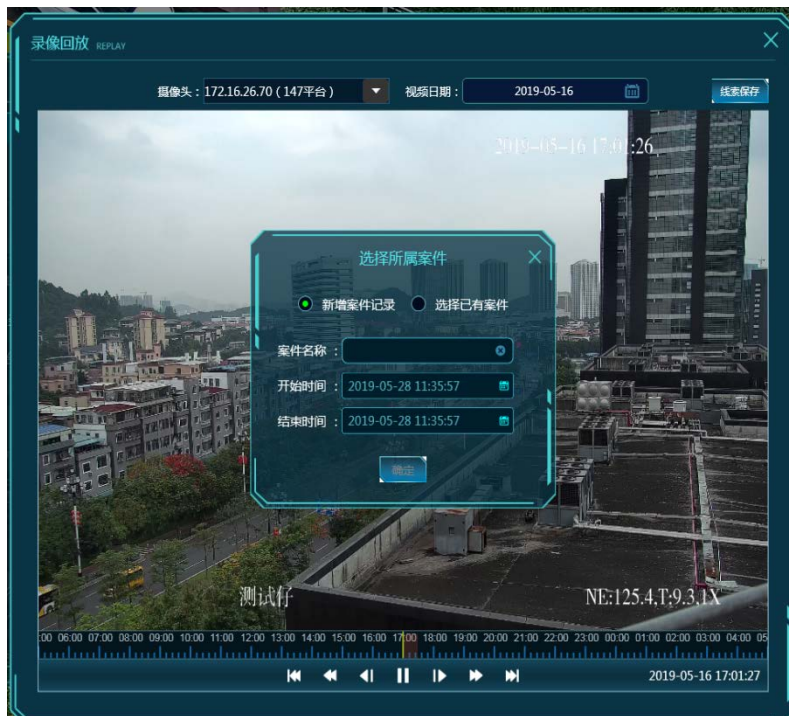 录像回放 REPLAY
摄像头：172.16.26.70（147平台） 视频日期： 2019-05-16 线索保存
2019-05-16 17:01:26
选择所属案件
新增案件记录 选择已有案件
案件名称 ：
开始时间 ： 2019-05-28 11:35:57
结束时间 ： 2019-05-28 11:35:57
确定
测试仔 NE:125.4,T:9.3,1X
:00 06:00 07:00 08:00 09:00 10:00 11:00 12:00 13:00 14:00 15:00 16:00 17:00 18:00 19:00 20:00 21:00 22:00 23:00 00:00 01:00 02:00 03:00 04:00 05
2019-05-16 17:01:27